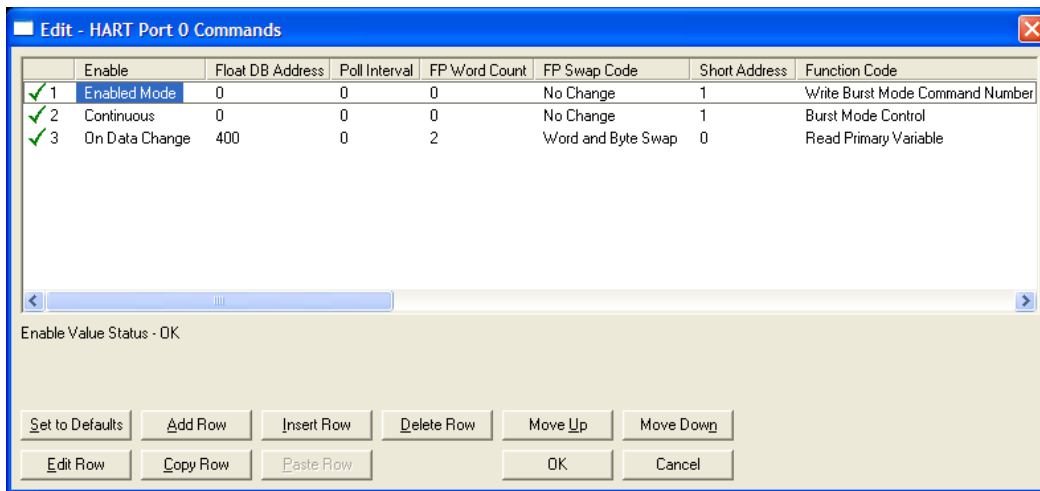 Edit - HART Port 0 Commands
Enable Float DB Address Poll Interval FP Word Count FP Swap Code Short Address Function Code
1 Enabled Mode 0 0 0 No Change 1 Write Burst Mode Command Number
2 Continuous 0 0 0 No Change 1 Burst Mode Control
3 On Data Change 400 0 2 Word and Byte Swap 0 Read Primary Variable
Enable Value Status - OK
Set to Defaults Add Row Insert Row Delete Row Move Up Move Down
Edit Row Copy Row Paste Row OK Cancel